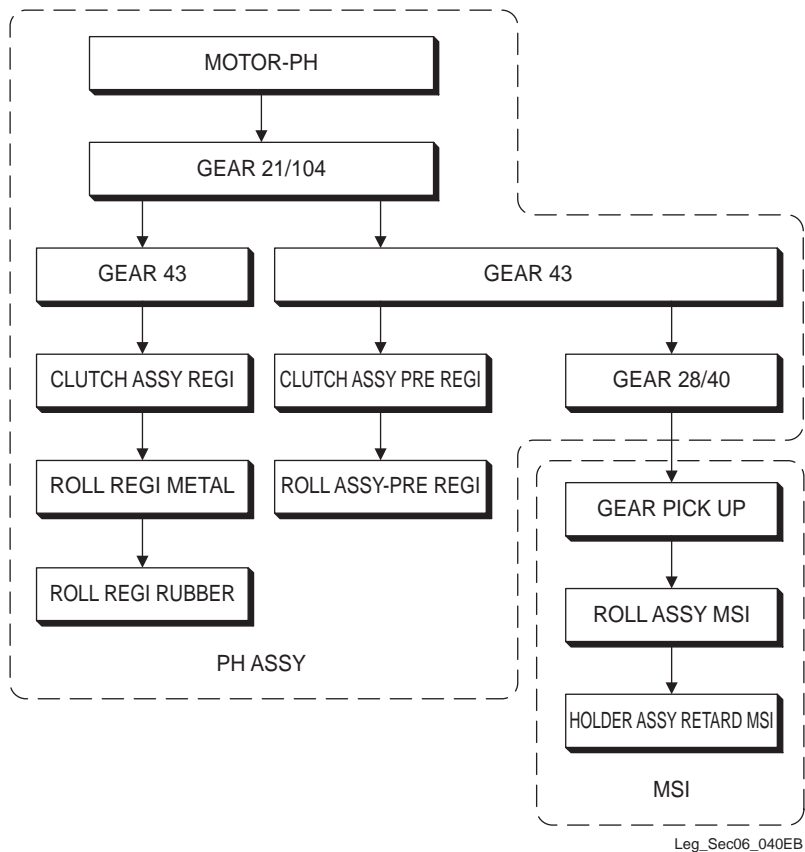 MOTOR-PH
GEAR 21/104
GEAR 43
GEAR 43
CLUTCH ASSY REGI
CLUTCH ASSY PRE REGI
GEAR 28/40
ROLL REGI METAL
ROLL ASSY-PRE REGI
GEAR PICK UP
ROLL REGI RUBBER
ROLL ASSY MSI
PH ASSY
HOLDER ASSY RETARD MSI
MSI
Leg_Sec06_040EB